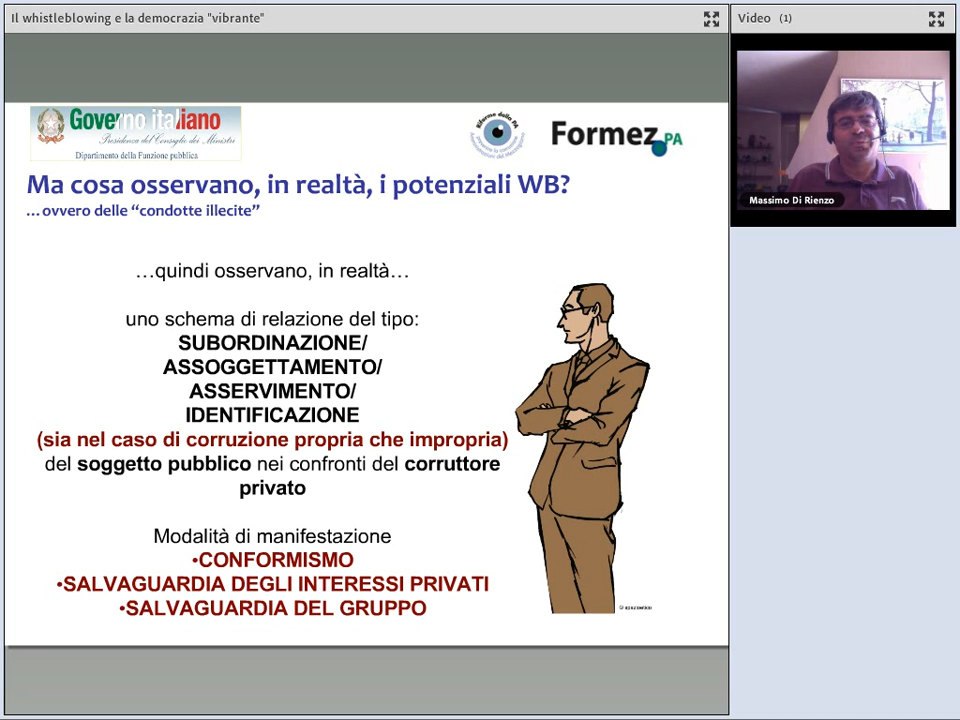 Il whistleblowing e la democrazia "vibrante"
Video (1)
Governo italiano
Presidenza del Consiglio dei Ministri
Dipartimento della Funzione pubblica
Riforme della PA
Formez PA
Massimo Di Rienzo
Ma cosa osservano, in realtà, i potenziali WB?
…ovvero delle “condotte illecite”
…quindi osservano, in realtà…
uno schema di relazione del tipo:
SUBORDINAZIONE/
ASSOGGETTAMENTO/
ASSERVIMENTO/
IDENTIFICAZIONE
(sia nel caso di corruzione propria che impropria)
del soggetto pubblico nei confronti del corruttore
privato
Modalità di manifestazione
•CONFORMISMO
•SALVAGUARDIA DEGLI INTERESSI PRIVATI
•SALVAGUARDIA DEL GRUPPO